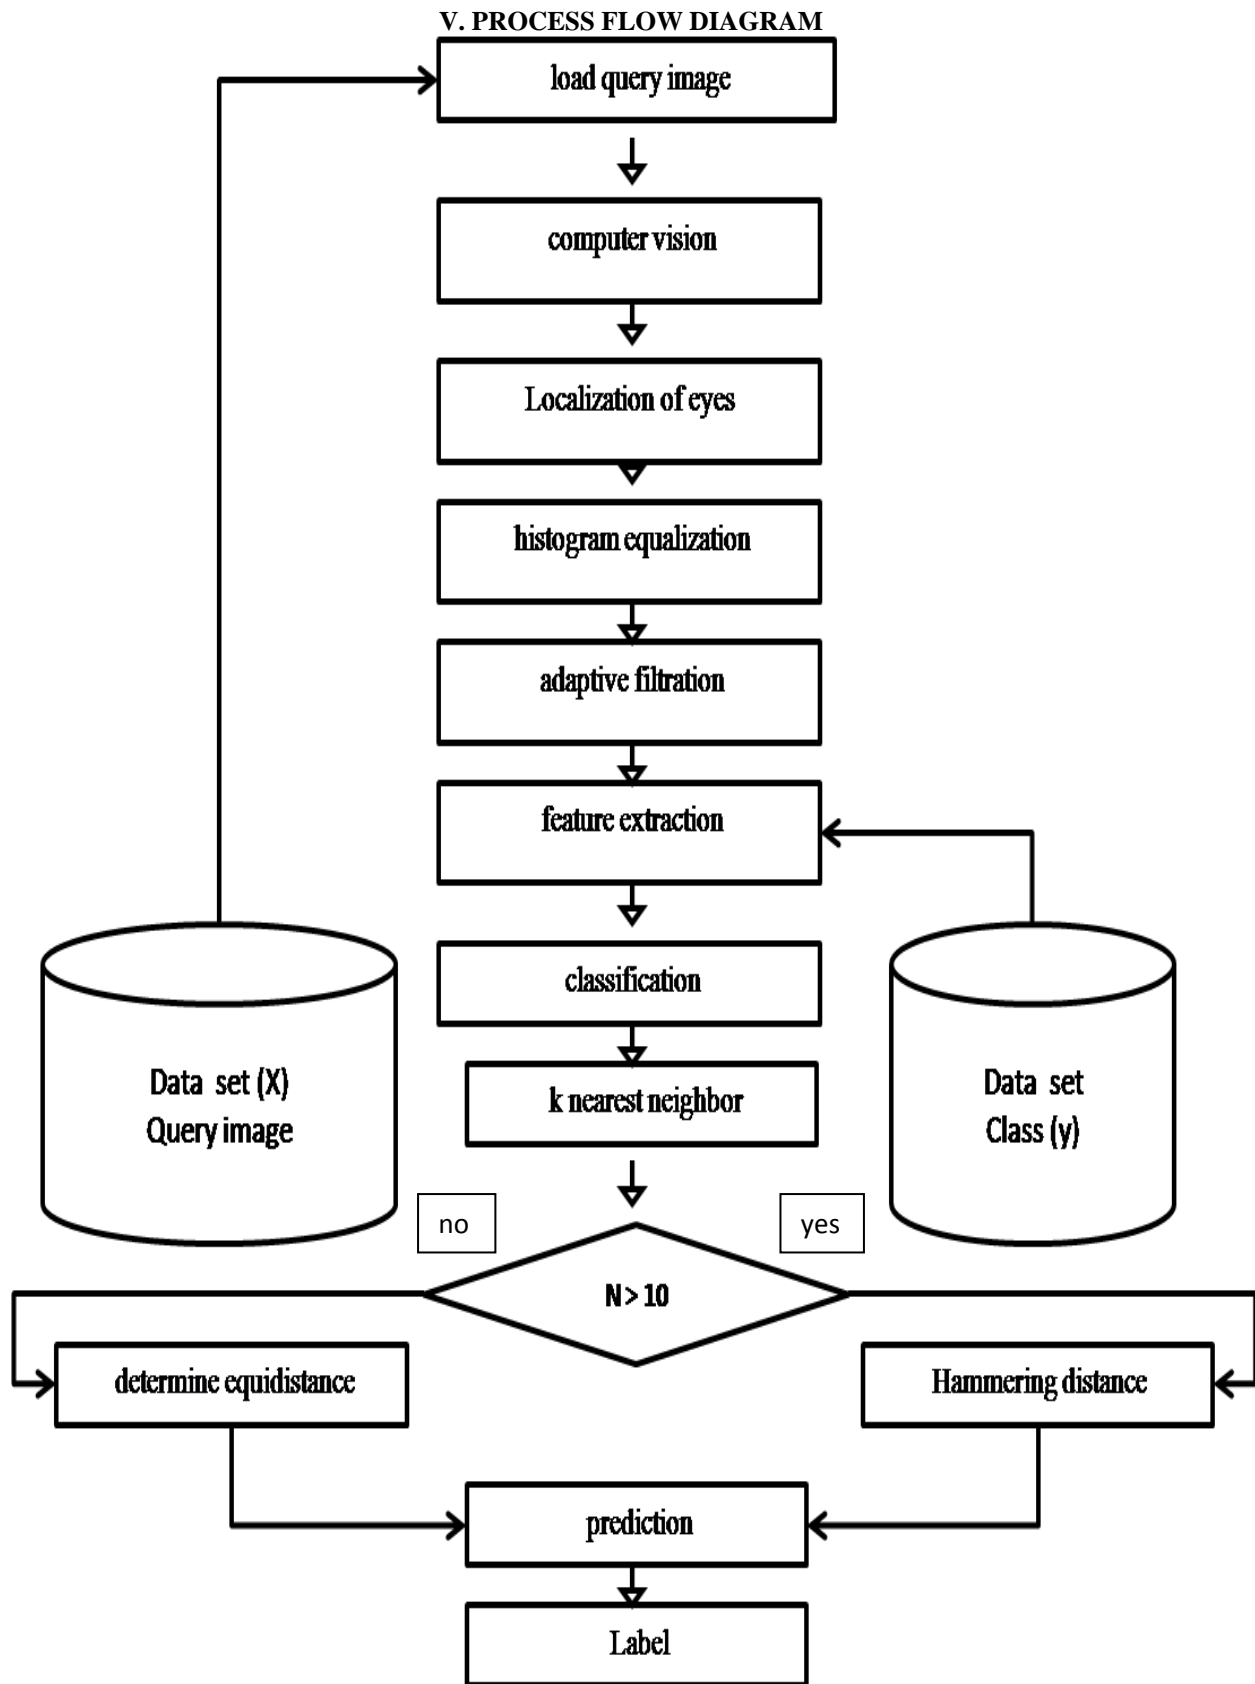 V. PROCESS FLOW DIAGRAM
load query image
computer vision
Localization of eyes
histogram equalization
adaptive filtration
feature extraction
classification
k nearest neighbor
Data set (X)
Query image
Data set
Class (y)
no
yes
N > 10
determine equidistance
Hammering distance
prediction
Label